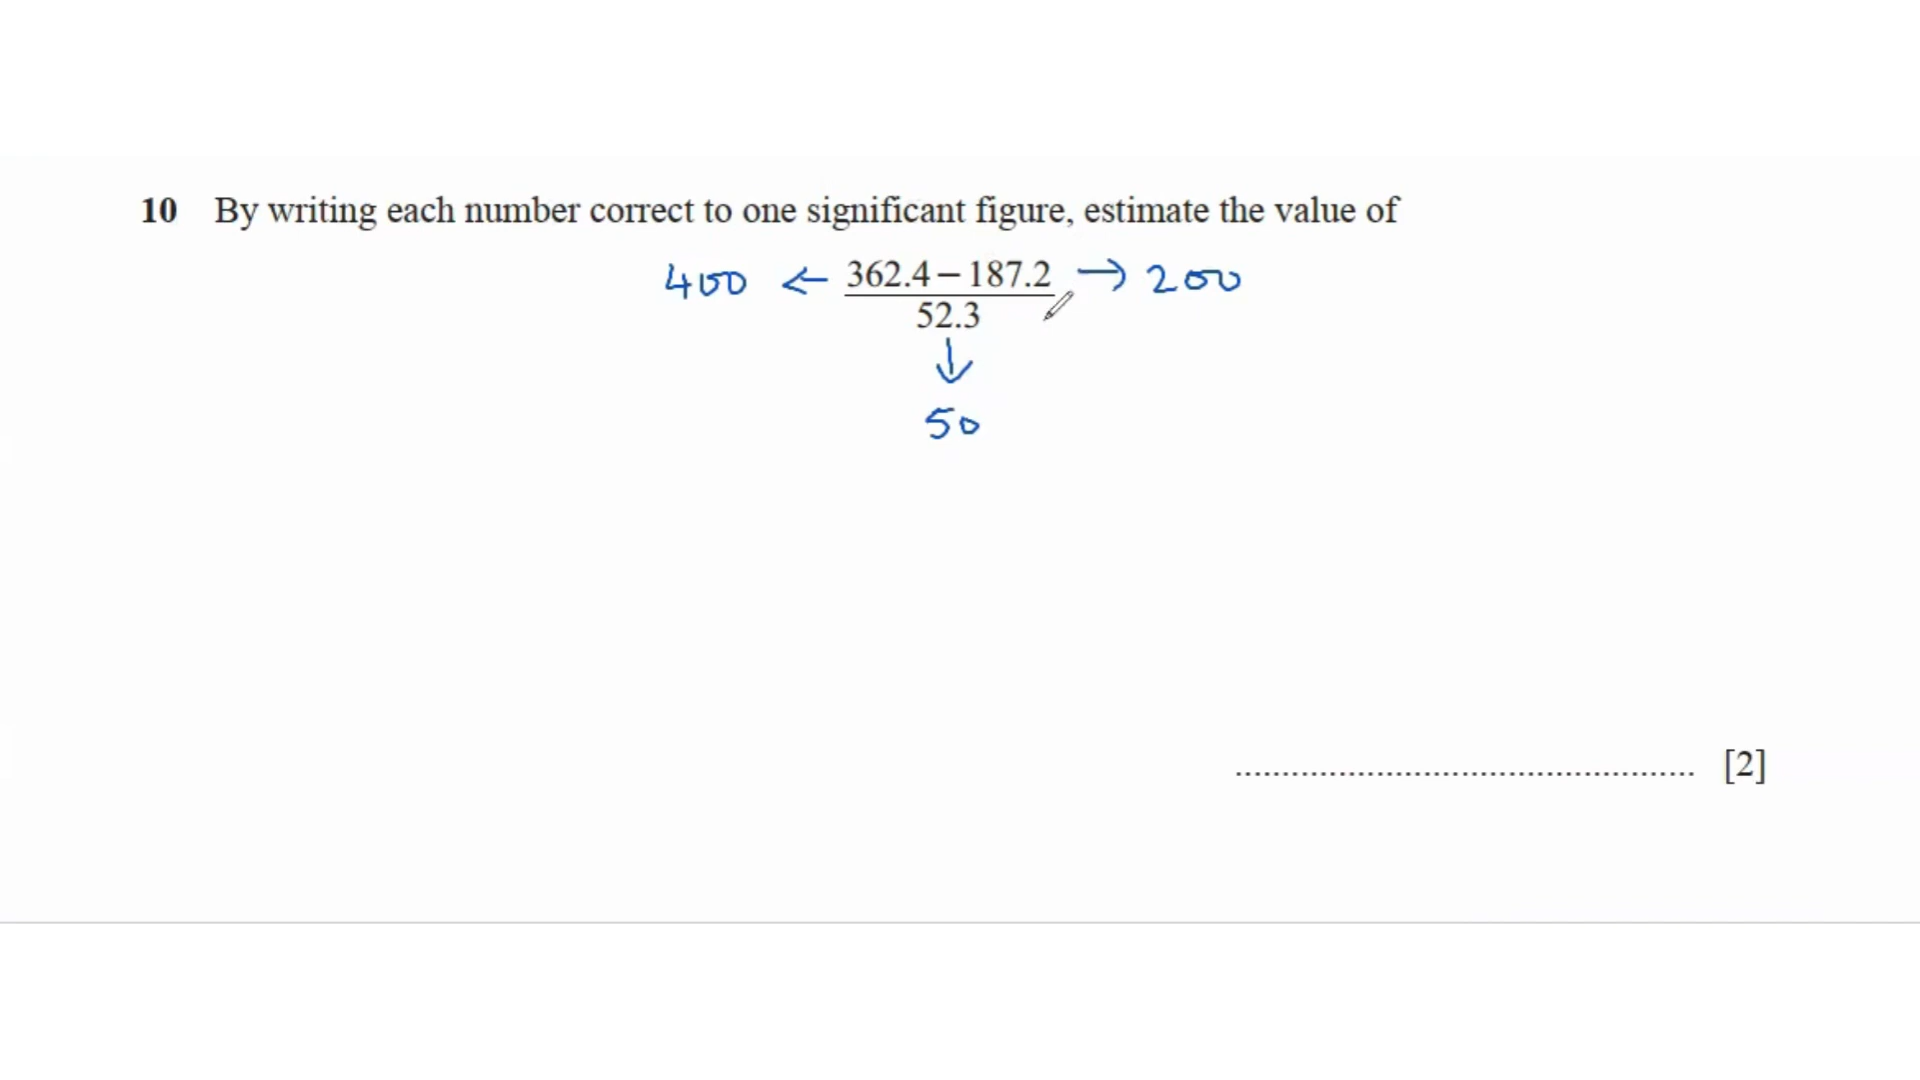 10 By writing each number correct to one significant figure, estimate the value of
400 ← 362.4 – 187.2 → 200
52.3
↓
50
.................................................. [2]